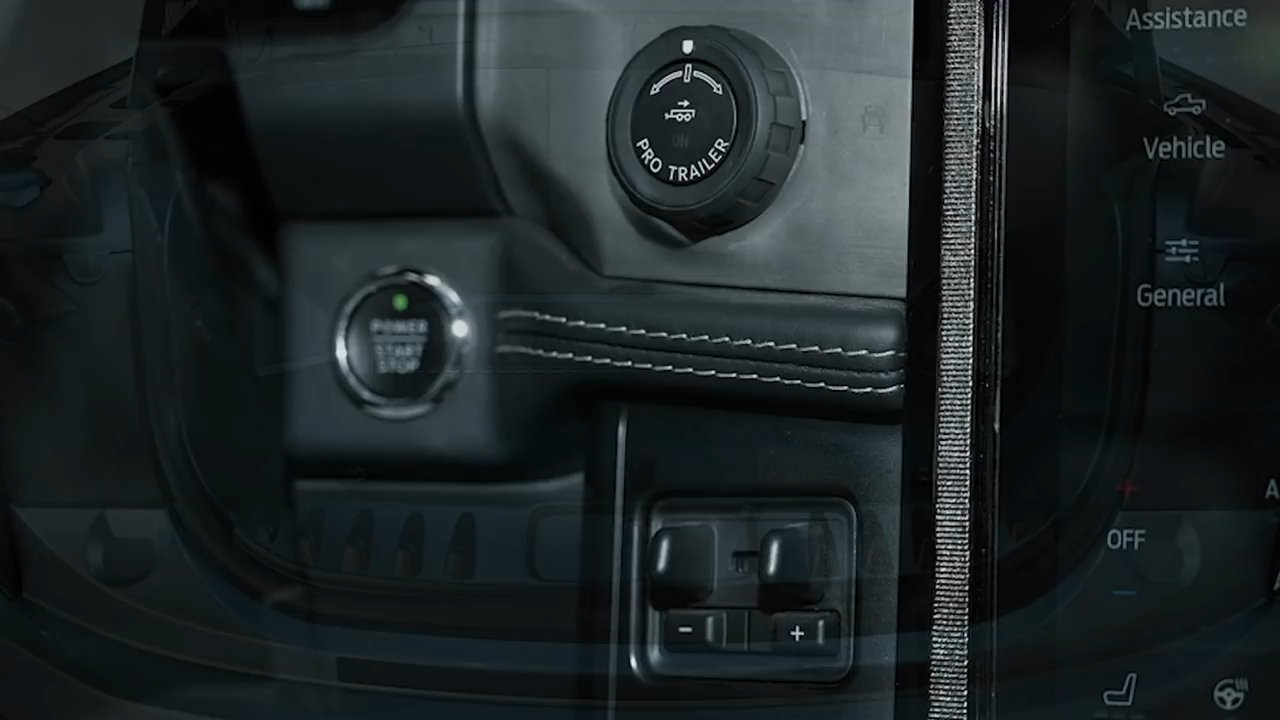 Assistance
Vehicle
General
PRO TRAILER
POWER
START
STOP
OFF
- +